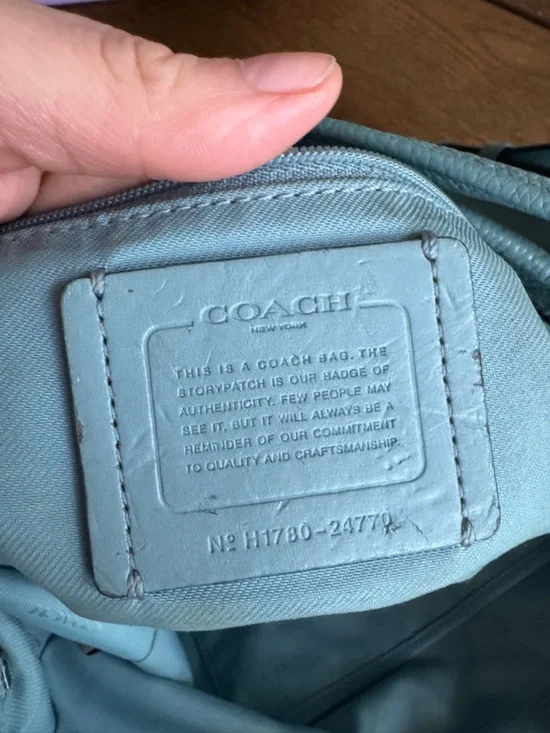 COACH
NEW YORK
THIS IS A COACH BAG. THE
STORYPATCH IS OUR BADGE OF
AUTHENTICITY. FEW PEOPLE MAY
SEE IT. BUT IT WILL ALWAYS BE A
REMINDER OF OUR COMMITMENT
TO QUALITY AND CRAFTSMANSHIP.
Nº H1780-24770